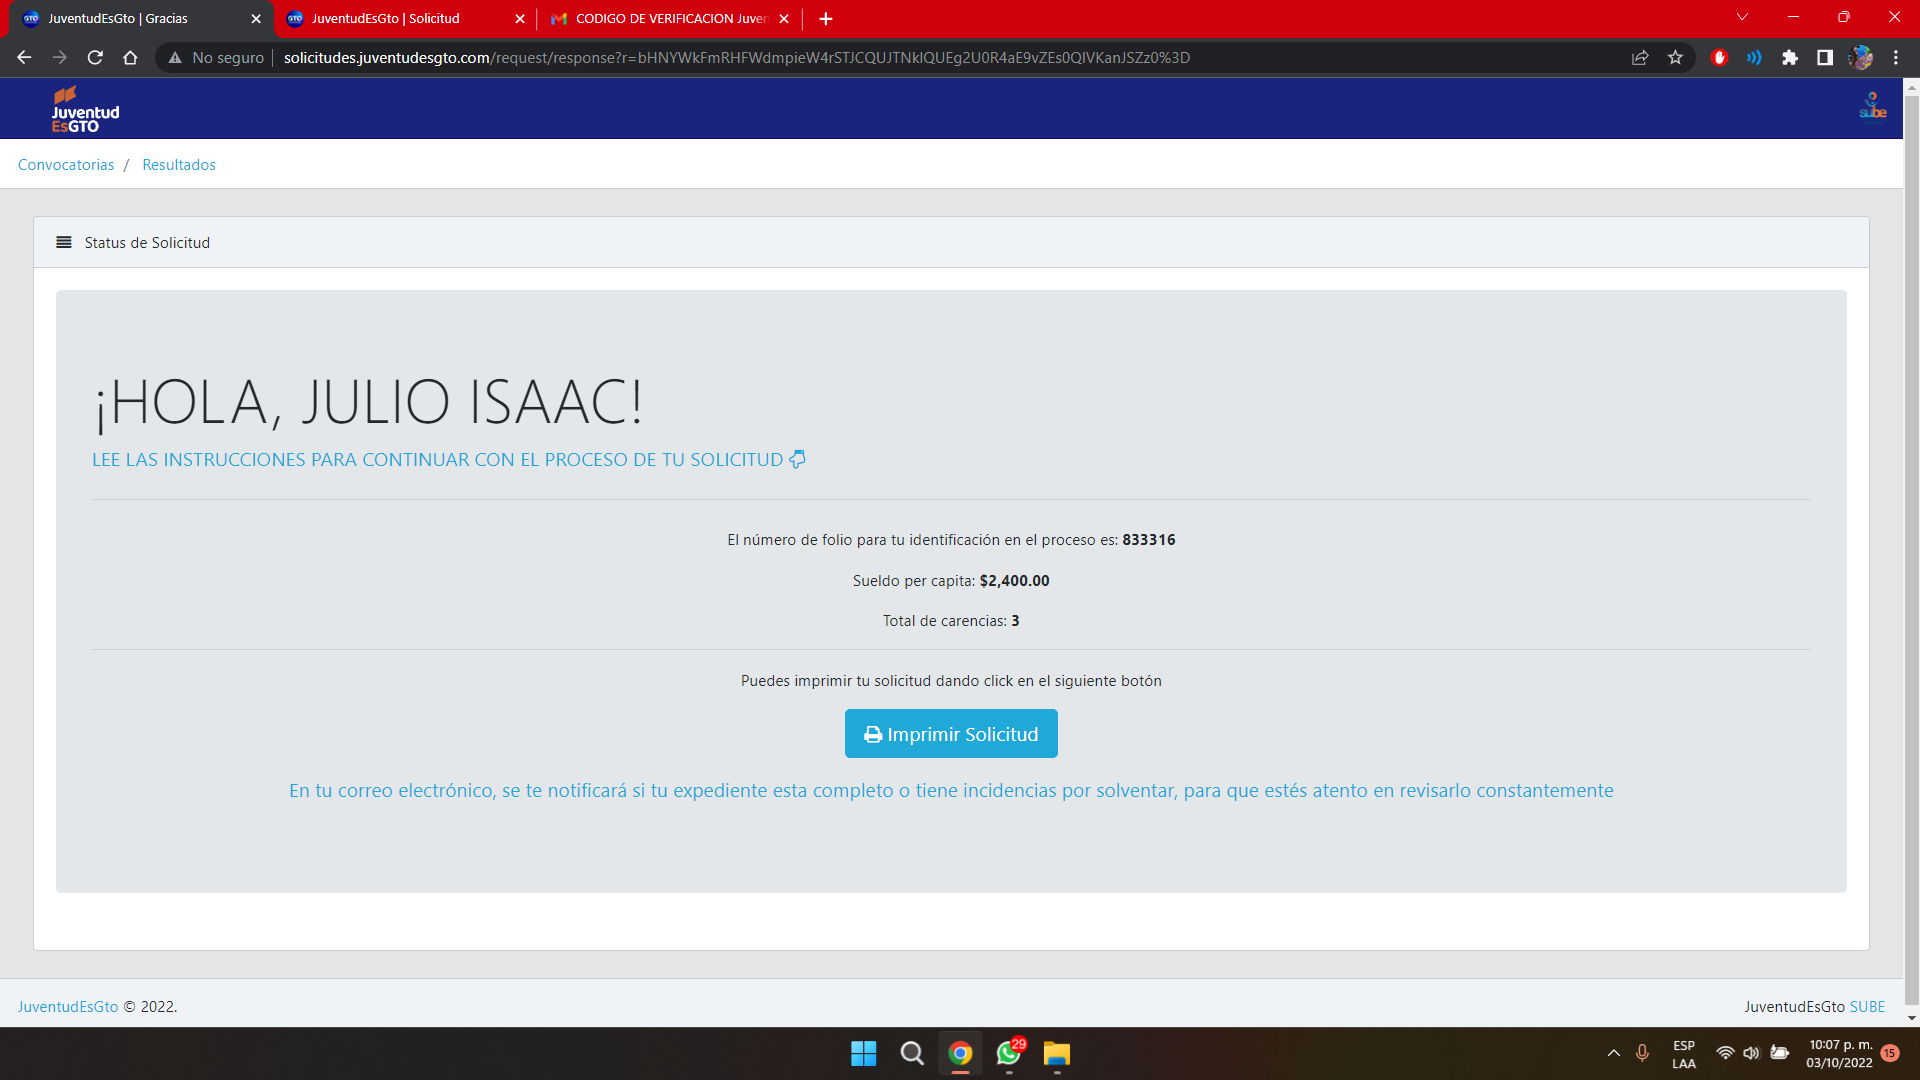 JuventudEsGto | Gracias
JuventudEsGto | Solicitud
CODIGO DE VERIFICACION Juven
No seguro
solicitudes.juventudesgto.com/request/response?r=bHNYWkFmRHFWdmpieW4rSTJCQUJTNklQUEg2U0R4aE9vZEs0QlVKanJSZz0%3D
Juventud
EsGTO
sube
Convocatorias / Resultados
Status de Solicitud
¡HOLA, JULIO ISAAC!
LEE LAS INSTRUCCIONES PARA CONTINUAR CON EL PROCESO DE TU SOLICITUD
El número de folio para tu identificación en el proceso es: 833316
Sueldo per capita: $2,400.00
Total de carencias: 3
Puedes imprimir tu solicitud dando click en el siguiente botón
Imprimir Solicitud
En tu correo electrónico, se te notificará si tu expediente esta completo o tiene incidencias por solventar, para que estés atento en revisarlo constantemente
JuventudEsGto © 2022.
JuventudEsGto SUBE
29
ESP
LAA
10:07 p. m.
03/10/2022
15